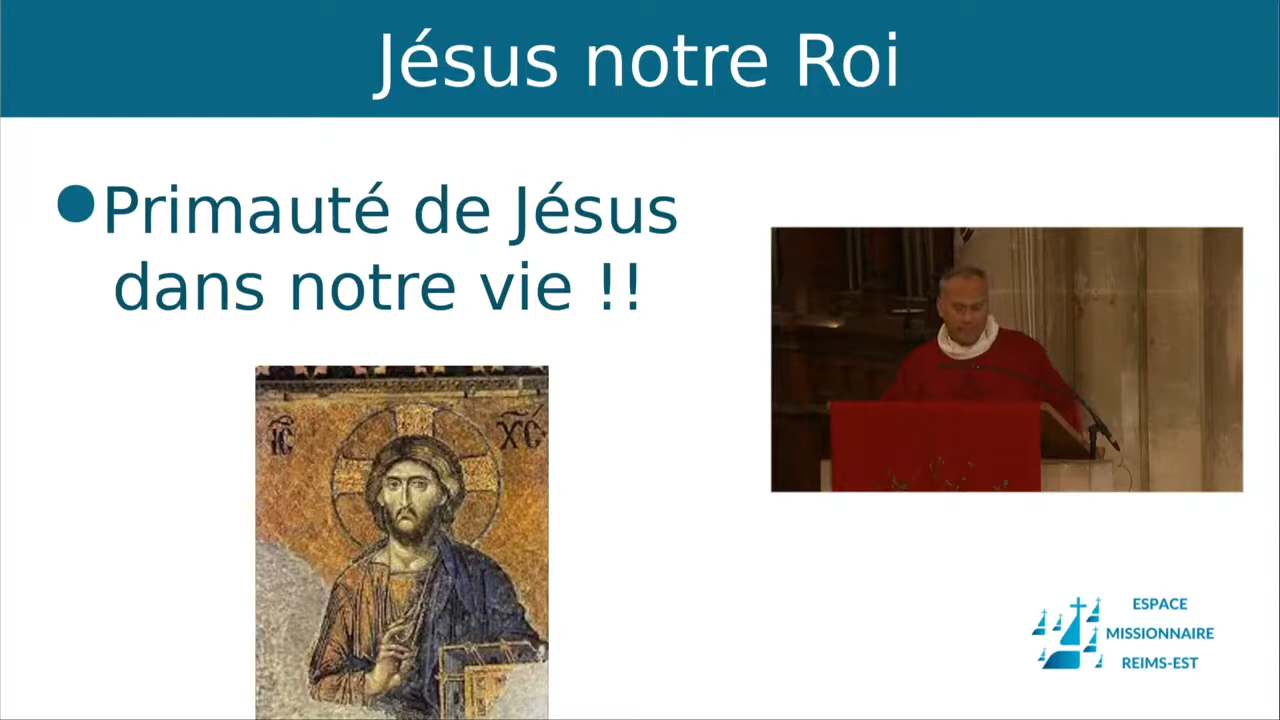 Jésus notre Roi
Primauté de Jésus
dans notre vie !!
IC
XC
ESPACE
MISSIONNAIRE
REIMS-EST